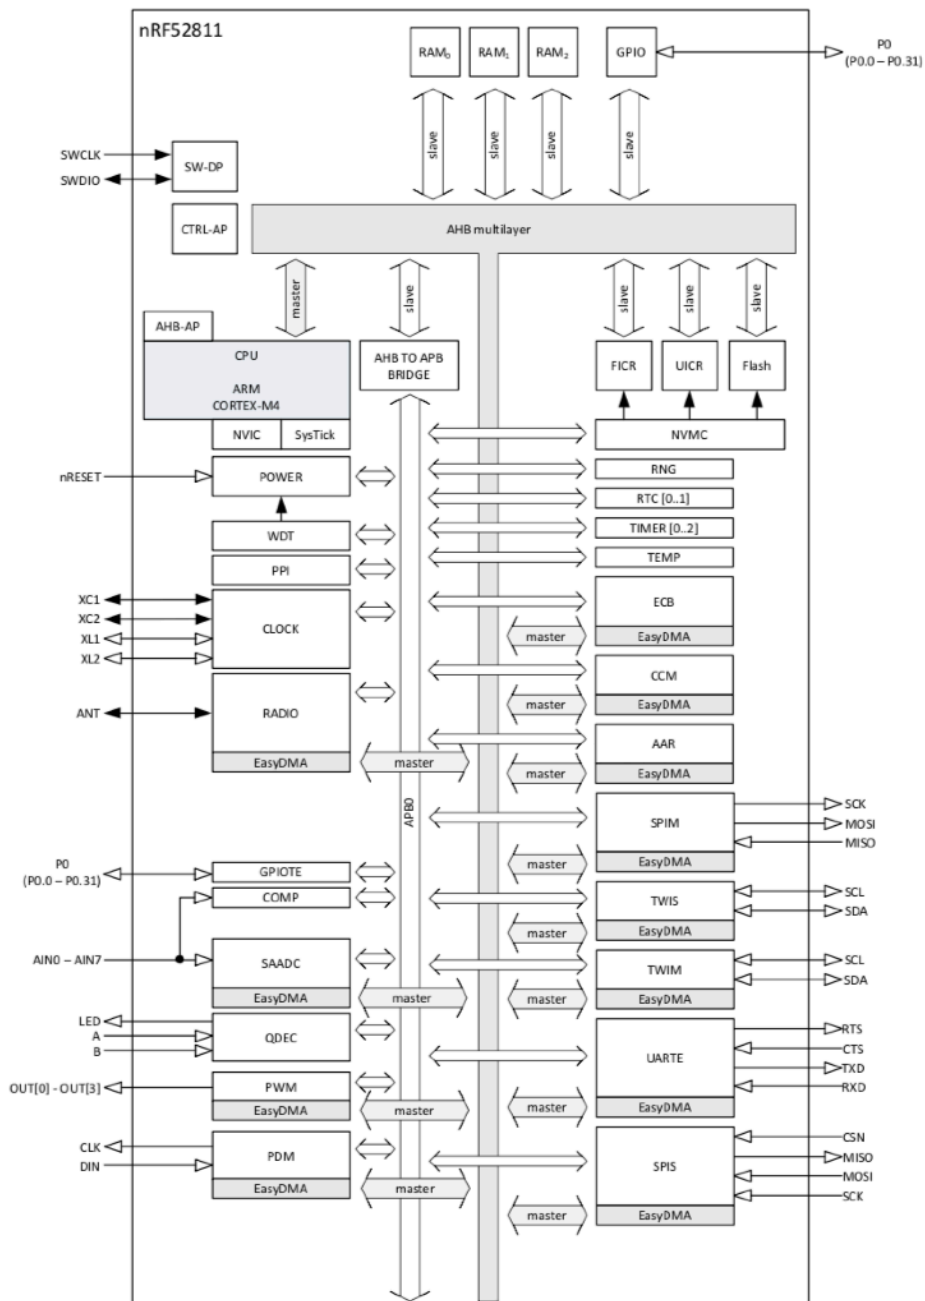 nRF52811
RAM0 RAM1 RAM2 GPIO P0
(P0.0 – P0.31)
slave slave slave slave
SWCLK
SWDIO
SW-DP
CTRL-AP
AHB multilayer
master slave slave slave slave
AHB-AP
CPU
ARM
CORTEX-M4
NVIC SysTick
AHB TO APB
BRIDGE
FICR UICR Flash
NVMC
nRESET POWER
RNG
RTC [0..1]
WDT
TIMER [0..2]
PPI
TEMP
XC1
XC2
XL1
XL2
CLOCK
ECB
master EasyDMA
CCM
master EasyDMA
ANT RADIO
EasyDMA master
AAR
master EasyDMA
APB0
SPIM
SCK
MOSI
MISO
master EasyDMA
P0
(P0.0 – P0.31)
GPIOTE
COMP
TWIS
SCL
SDA
master EasyDMA
AIN0 – AIN7 SAADC
EasyDMA master
TWIM
SCL
SDA
master EasyDMA
LED
A
B
QDEC
UARTE
RTS
CTS
TXD
RXD
master EasyDMA
OUT[0] - OUT[3] PWM
EasyDMA master
CLK
DIN
PDM
EasyDMA master
SPIS
CSN
MISO
MOSI
SCK
master EasyDMA